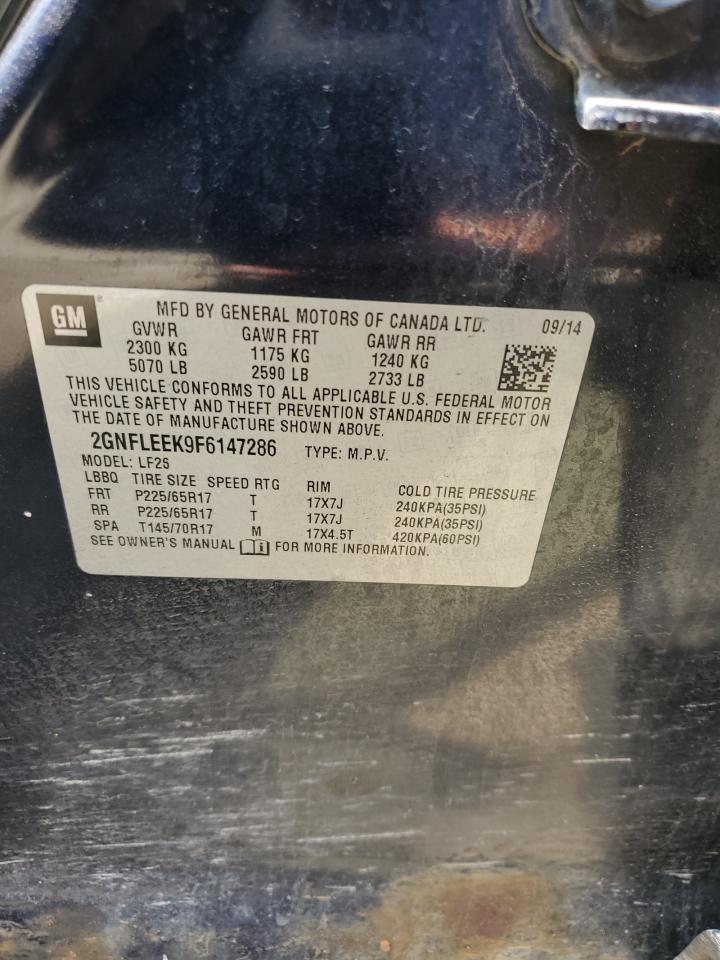 GM MFD BY GENERAL MOTORS OF CANADA LTD. 09/14
GVWR GAWR FRT GAWR RR
2300 KG 1175 KG 1240 KG
5070 LB 2590 LB 2733 LB
THIS VEHICLE CONFORMS TO ALL APPLICABLE U.S. FEDERAL MOTOR
VEHICLE SAFETY AND THEFT PREVENTION STANDARDS IN EFFECT ON
THE DATE OF MANUFACTURE SHOWN ABOVE.
2GNFLEEK9F6147286 TYPE: M.P.V.
MODEL: LF26
LBBQ TIRE SIZE SPEED RTG RIM COLD TIRE PRESSURE
FRT P225/65R17 T 17X7J 240KPA(35PSI)
RR P225/65R17 T 17X7J 240KPA(35PSI)
SPA T145/70R17 M 17X4.5T 420KPA(60PSI)
SEE OWNER'S MANUAL FOR MORE INFORMATION.